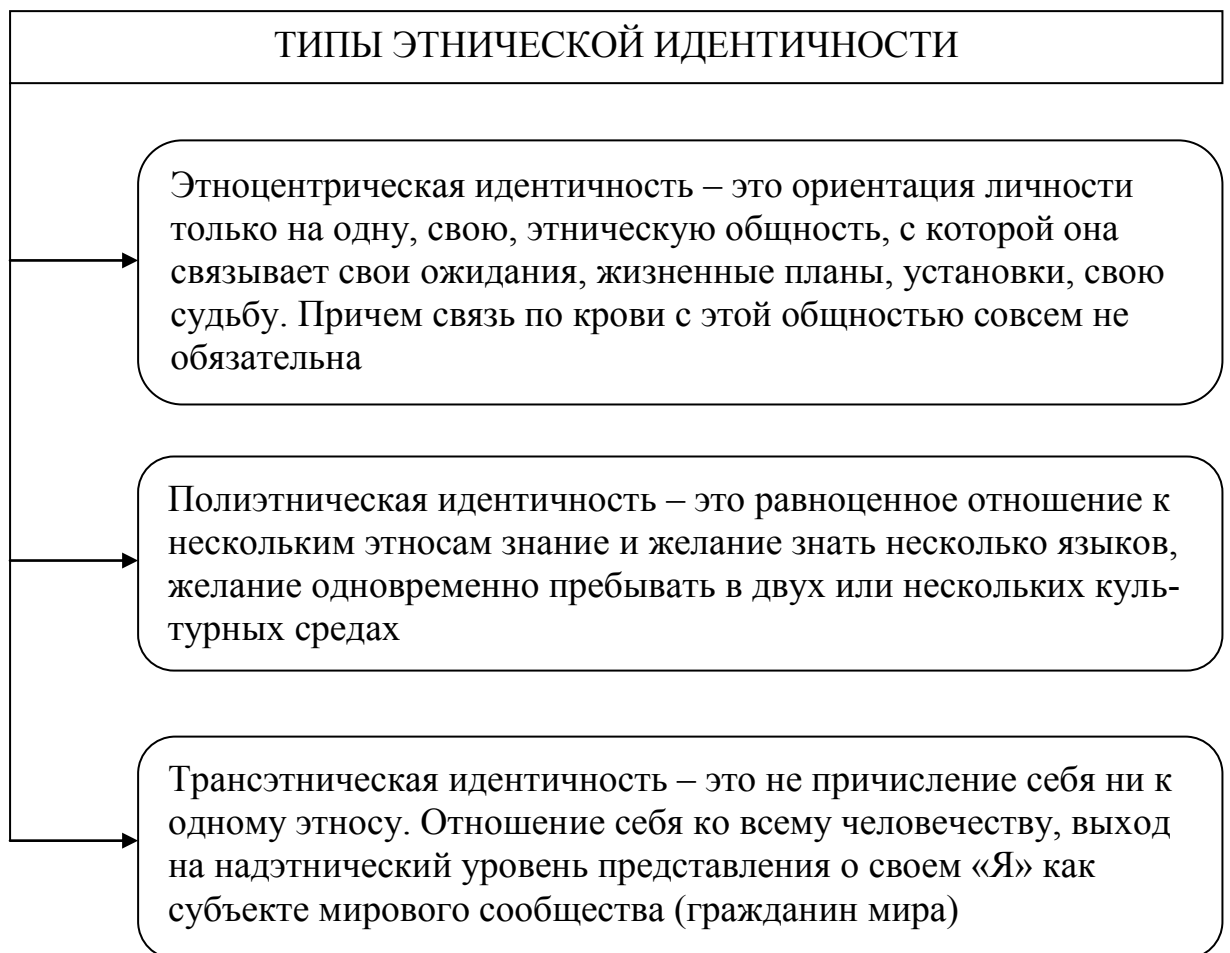 ТИПЫ ЭТНИЧЕСКОЙ ИДЕНТИЧНОСТИ
Этноцентрическая идентичность – это ориентация личности
только на одну, свою, этническую общность, с которой она
связывает свои ожидания, жизненные планы, установки, свою
судьбу. Причем связь по крови с этой общностью совсем не
обязательна
Полиэтническая идентичность – это равноценное отношение к
нескольким этносам знание и желание знать несколько языков,
желание одновременно пребывать в двух или нескольких куль-
турных средах
Трансэтническая идентичность – это не причисление себя ни к
одному этносу. Отношение себя ко всему человечеству, выход
на надэтнический уровень представления о своем «Я» как
субъекте мирового сообщества (гражданин мира)